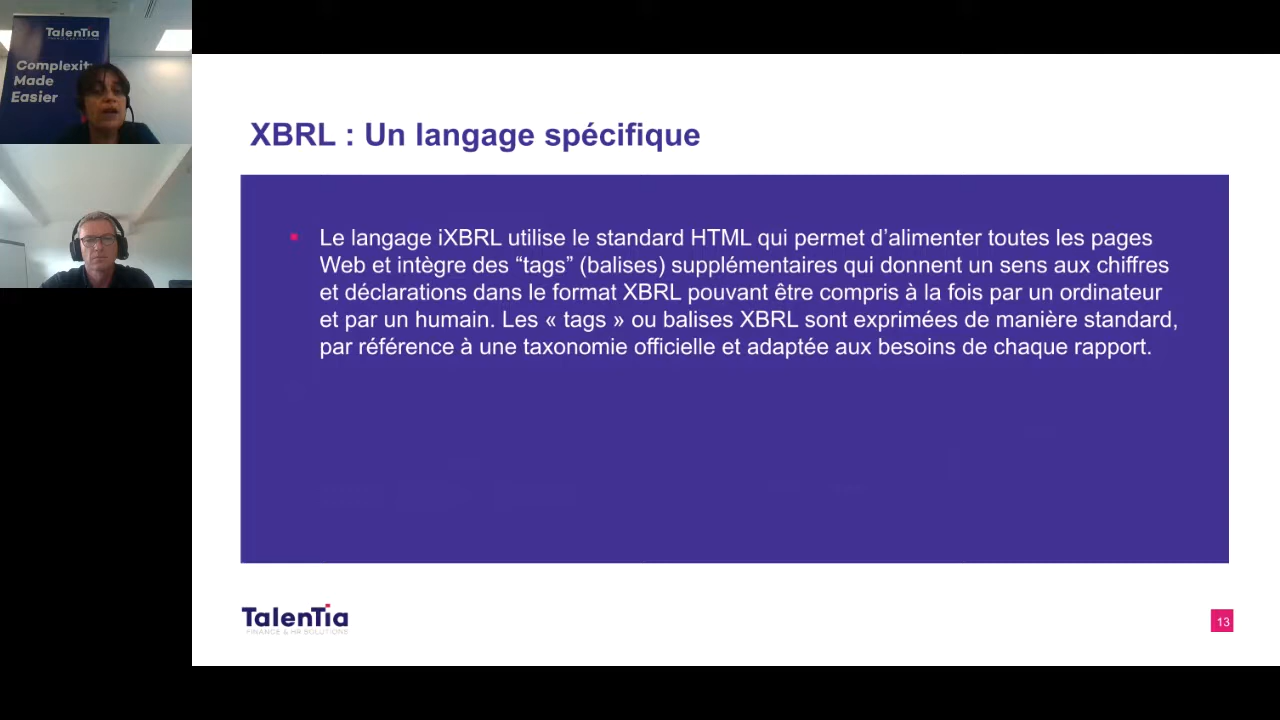 TalenTia
Complexity
Made
Easier
XBRL : Un langage spécifique
▪ Le langage iXBRL utilise le standard HTML qui permet d’alimenter toutes les pages
Web et intègre des “tags” (balises) supplémentaires qui donnent un sens aux chiffres
et déclarations dans le format XBRL pouvant être compris à la fois par un ordinateur
et par un humain. Les « tags » ou balises XBRL sont exprimées de manière standard,
par référence à une taxonomie officielle et adaptée aux besoins de chaque rapport.
TalenTia
FINANCE & HR SOLUTIONS
13